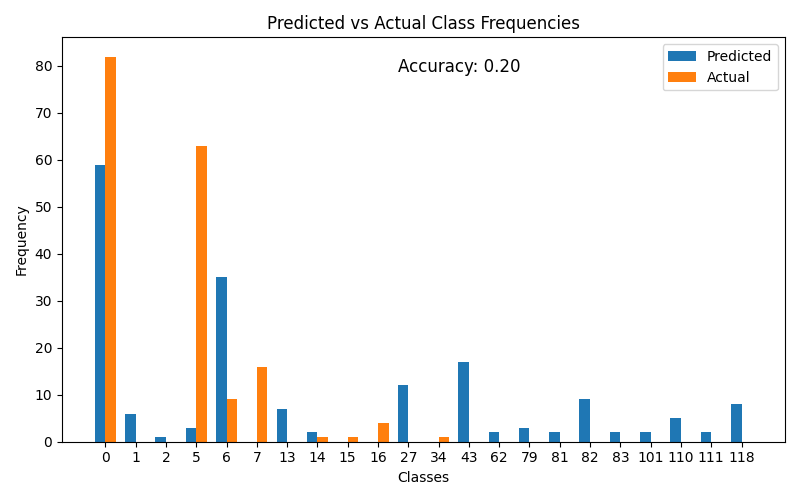 Predicted vs Actual Class Frequencies
Accuracy: 0.20
Predicted
Actual
Frequency
80
70
60
50
40
30
20
10
0
0 1 2 5 6 7 13 14 15 16 27 34 43 62 79 81 82 83 101 110 111 118
Classes